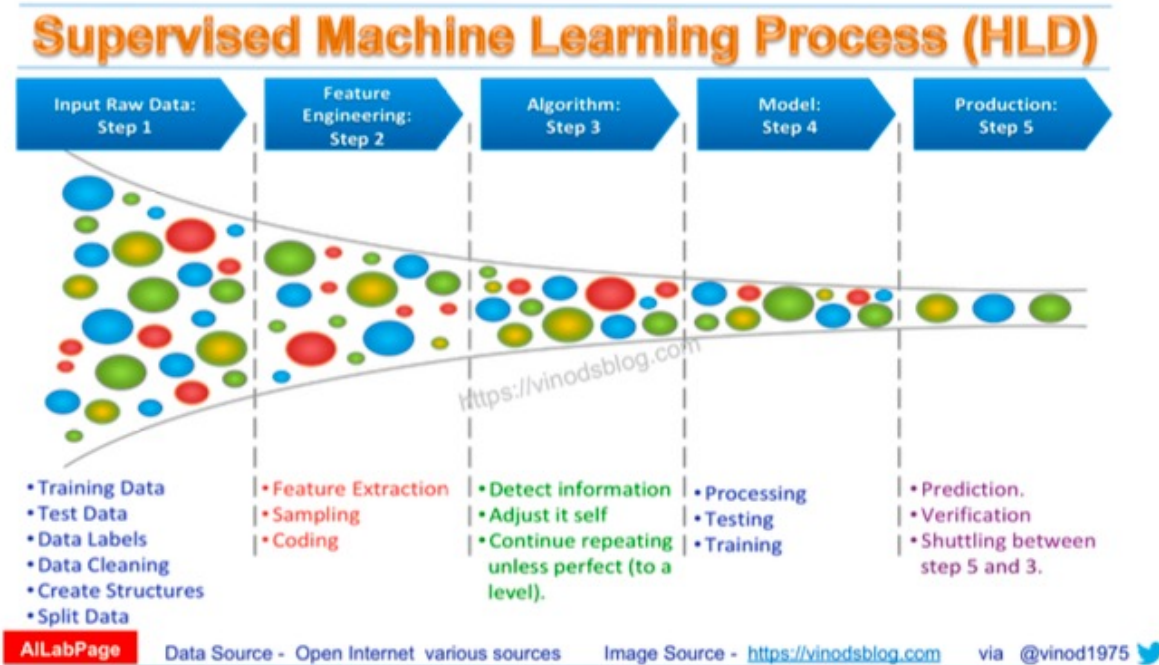 Supervised Machine Learning Process (HLD)
Input Raw Data:
Step 1
Feature
Engineering:
Step 2
Algorithm:
Step 3
Model:
Step 4
Production:
Step 5
https://vinodsblog.com
• Training Data
• Test Data
• Data Labels
• Data Cleaning
• Create Structures
• Split Data
• Feature Extraction
• Sampling
• Coding
• Detect information
• Adjust it self
• Continue repeating
unless perfect (to a
level).
• Processing
• Testing
• Training
• Prediction.
• Verification
• Shuttling between
step 5 and 3.
AILabPage
Data Source - Open Internet various sources
Image Source - https://vinodsblog.com
via @vinod1975